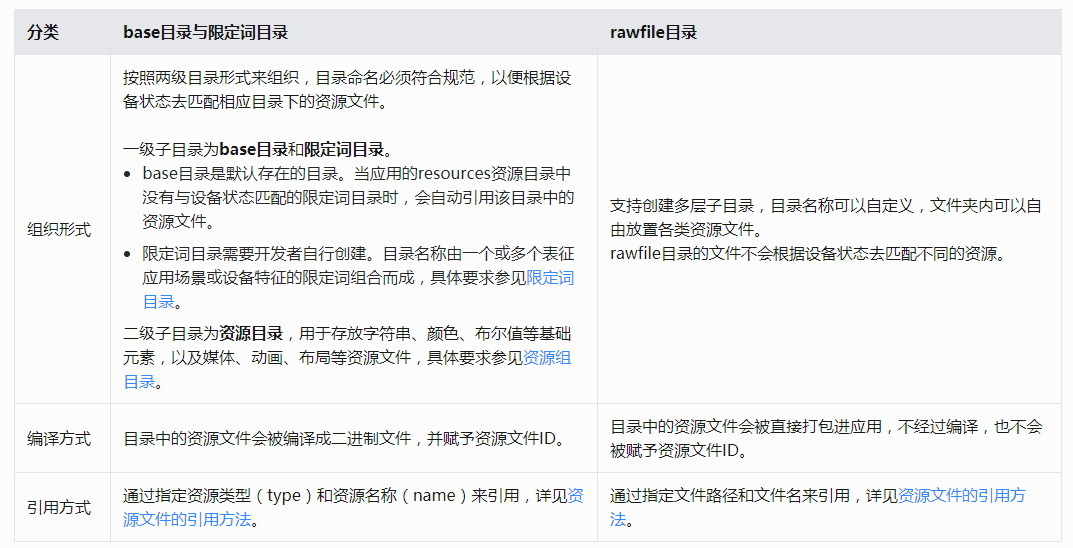 分类
base目录与限定词目录
rawfile目录
组织形式
按照两级目录形式来组织，目录命名必须符合规范，以便根据设
备状态去匹配相应目录下的资源文件。
一级子目录为base目录和限定词目录。
● base目录是默认存在的目录。当应用的resources资源目录中
没有与设备状态匹配的限定词目录时，会自动引用该目录中的
资源文件。
● 限定词目录需要开发者自行创建。目录名称由一个或多个表征
应用场景或设备特征的限定词组合而成，具体要求参见限定词
目录。
二级子目录为资源目录，用于存放字符串、颜色、布尔值等基础
元素，以及媒体、动画、布局等资源文件，具体要求参见资源组
目录。
支持创建多层子目录，目录名称可以自定义，文件夹内可以自
由放置各类资源文件。
rawfile目录的文件不会根据设备状态去匹配不同的资源。
编译方式
目录中的资源文件会被编译成二进制文件，并赋予资源文件ID。
目录中的资源文件会被直接打包进应用，不经过编译，也不会
被赋予资源文件ID。
引用方式
通过指定资源类型（type）和资源名称（name）来引用，详见资
源文件的引用方法。
通过指定文件路径和文件名来引用，详见资源文件的引用方
法。